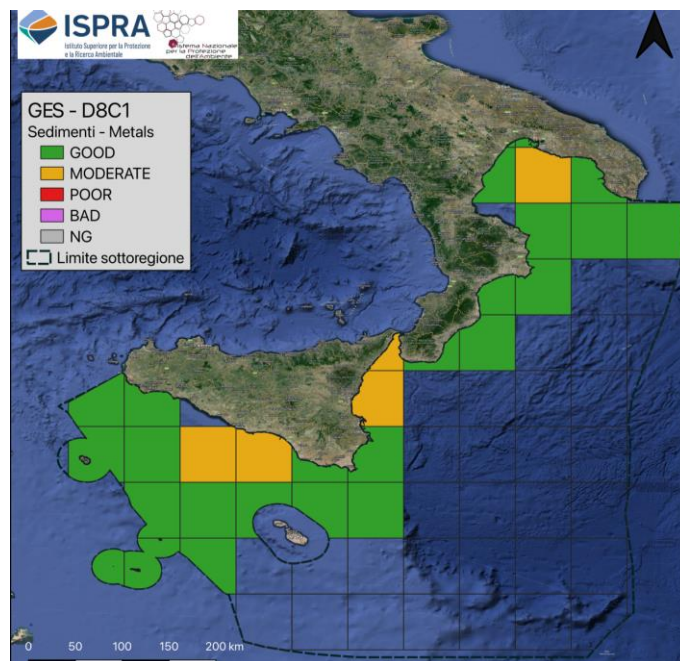 ISPRA
Istituto Superiore per la Protezione
e la Ricerca Ambientale
Sistema Nazionale
per la Protezione
dell'Ambiente
GES - D8C1
Sedimenti - Metals
GOOD
MODERATE
POOR
BAD
NG
Limite sottoregione
0 50 100 150 200 km